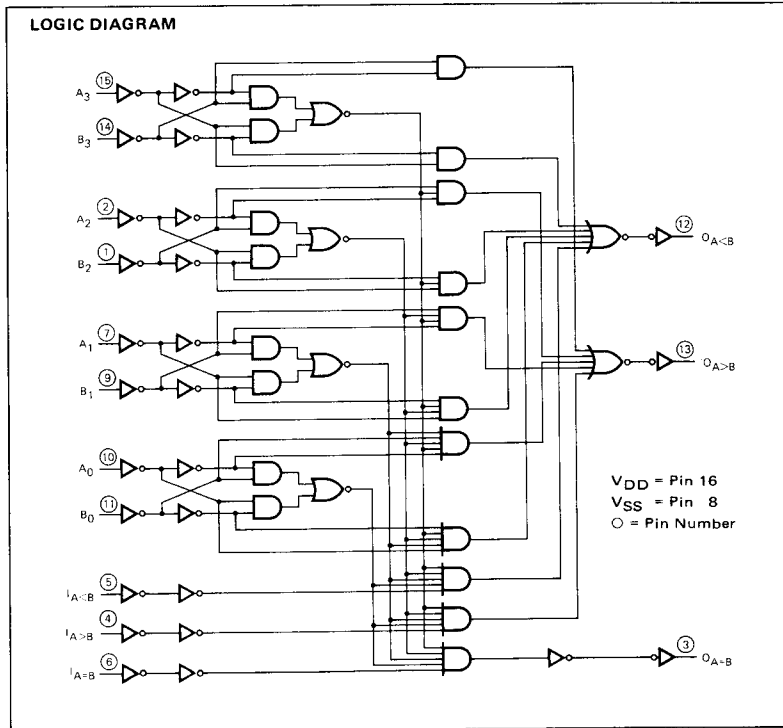 LOGIC DIAGRAM
15
A3
14
B3
2
A2
1
B2
12
OA<B
7
A1
9
B1
13
OA>B
10
A0
11
B0
VDD = Pin 16
VSS = Pin 8
O = Pin Number
5
IA<B
4
IA>B
6
IA=B
3
OA=B